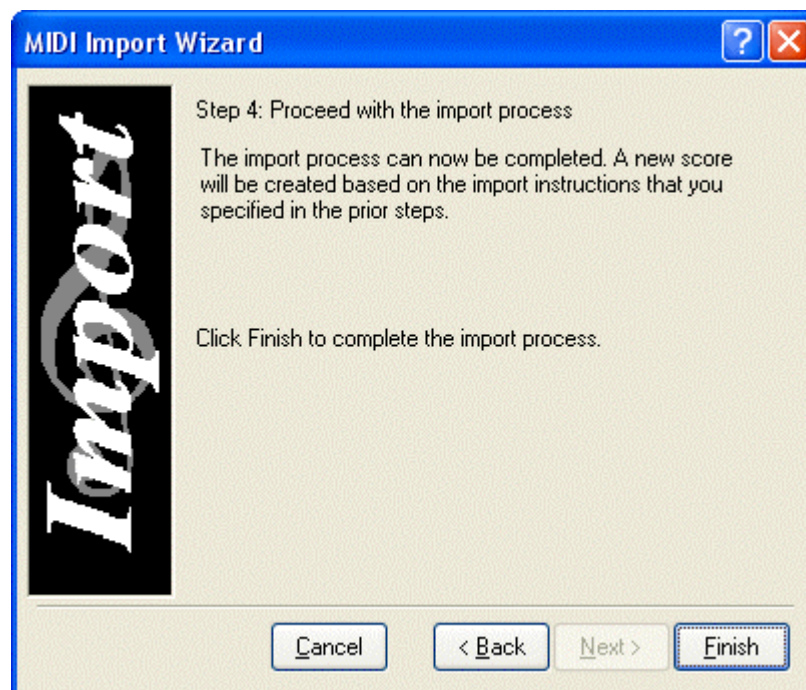 MIDI Import Wizard
Import
Step 4: Proceed with the import process
The import process can now be completed. A new score
will be created based on the import instructions that you
specified in the prior steps.
Click Finish to complete the import process.
Cancel
< Back
Next >
Finish